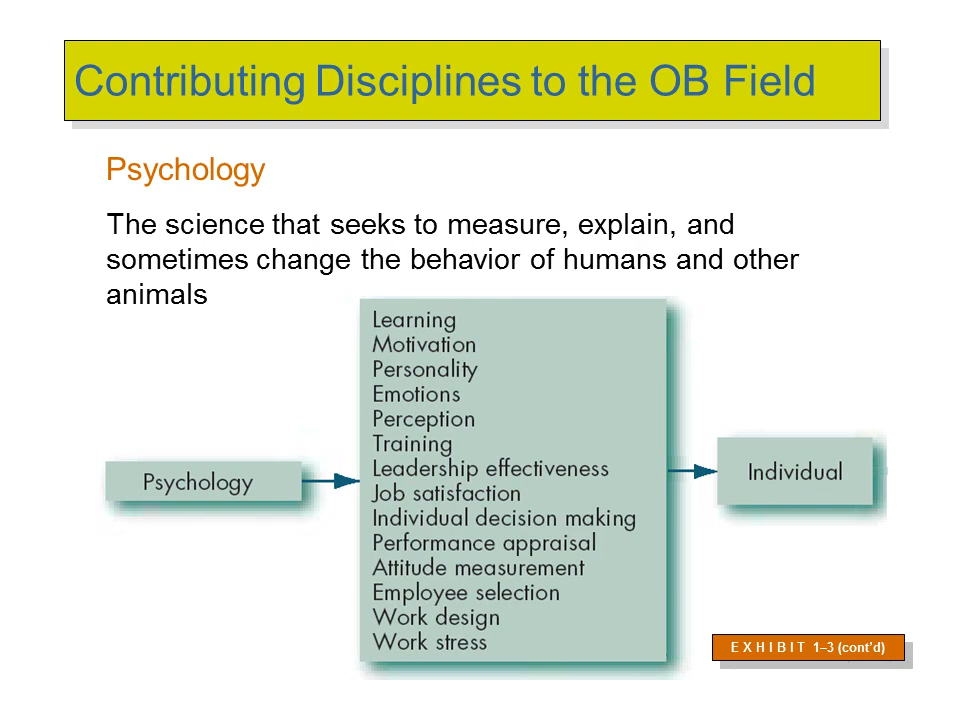 Contributing Disciplines to the OB Field
Psychology
The science that seeks to measure, explain, and
sometimes change the behavior of humans and other
animals
Psychology
Learning
Motivation
Personality
Emotions
Perception
Training
Leadership effectiveness
Job satisfaction
Individual decision making
Performance appraisal
Attitude measurement
Employee selection
Work design
Work stress
Individual
E X H I B I T 1–3 (cont'd)